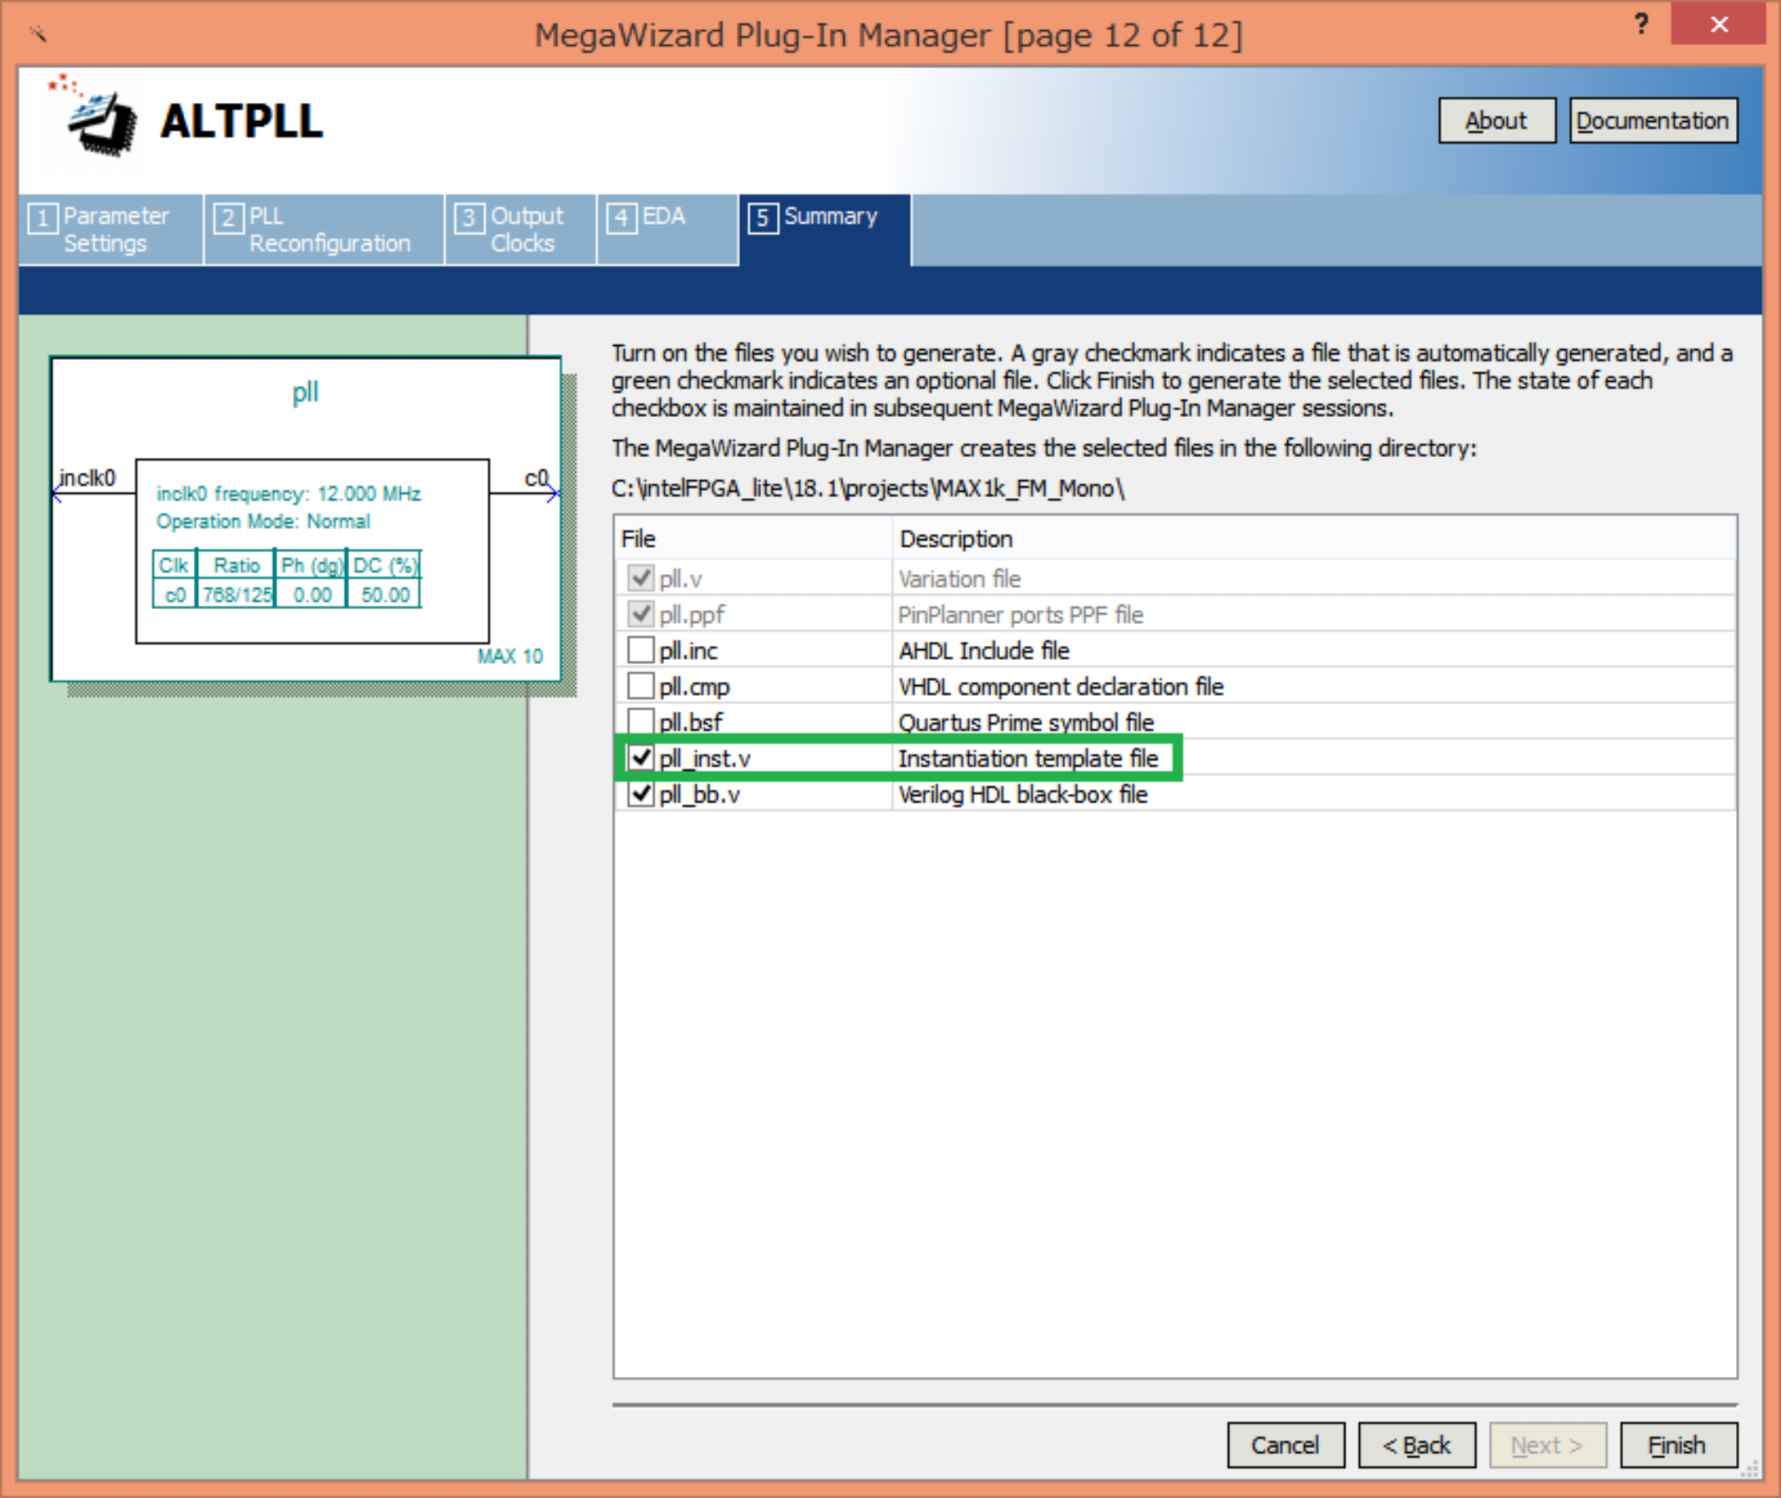 MegaWizard Plug-In Manager [page 12 of 12]
?
ALTPLL
About
Documentation
1 Parameter Settings
2 PLL Reconfiguration
3 Output Clocks
4 EDA
5 Summary
pll
inclk0
c0
inclk0 frequency: 12.000 MHz
Operation Mode: Normal
Clk Ratio Ph (dg) DC (%)
c0 768/125 0.00 50.00
MAX 10
Turn on the files you wish to generate. A gray checkmark indicates a file that is automatically generated, and a
green checkmark indicates an optional file. Click Finish to generate the selected files. The state of each
checkbox is maintained in subsequent MegaWizard Plug-In Manager sessions.
The MegaWizard Plug-In Manager creates the selected files in the following directory:
C:\intelFPGA_lite\18.1\projects\MAX1k_FM_Mono\
File Description
pll.v Variation file
pll.ppf PinPlanner ports PPF file
pll.inc AHDL Include file
pll.cmp VHDL component declaration file
pll.bsf Quartus Prime symbol file
pll_inst.v Instantiation template file
pll_bb.v Verilog HDL black-box file
Cancel
< Back
Next >
Finish